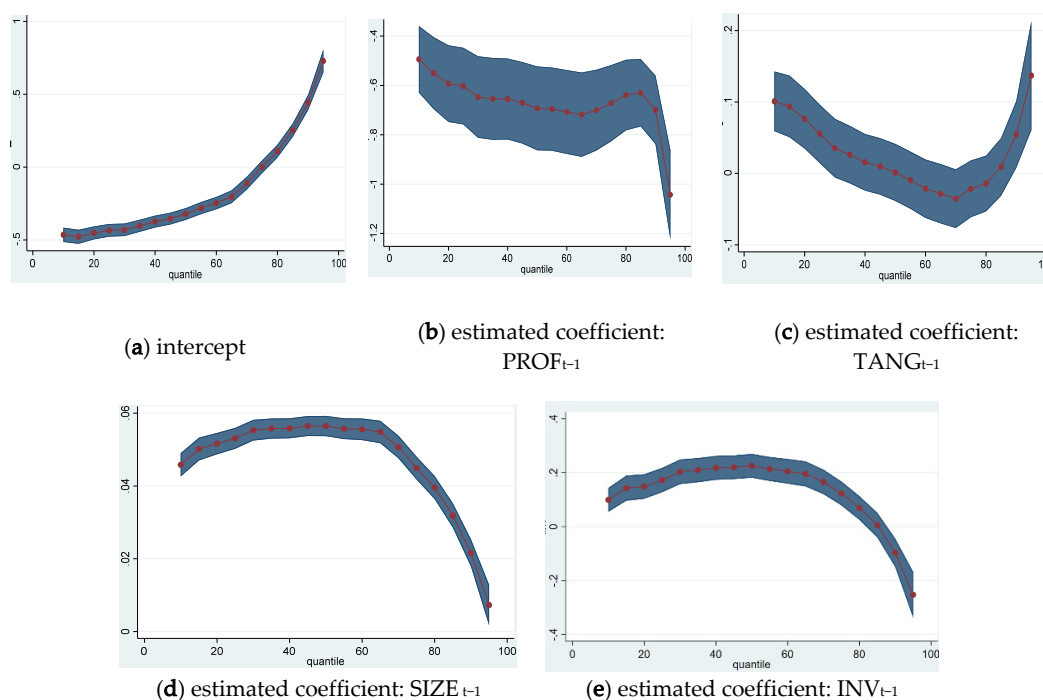 1
.5
0
-.5
0 20 40 60 80 100
quantile
(a) intercept
-.4
-.6
-.8
-1
-1.2
0 20 40 60 80 100
quantile
(b) estimated coefficient:
PROFt−1
.2
.1
0
-.1
0 20 40 60 80
quantile
(c) estimated coefficient:
TANGt−1
.06
.04
.02
0
0 20 40 60 80 100
quantile
(d) estimated coefficient: SIZE t−1
.4
.2
0
-.2
-.4
0 20 40 60 80 100
quantile
(e) estimated coefficient: INVt−1